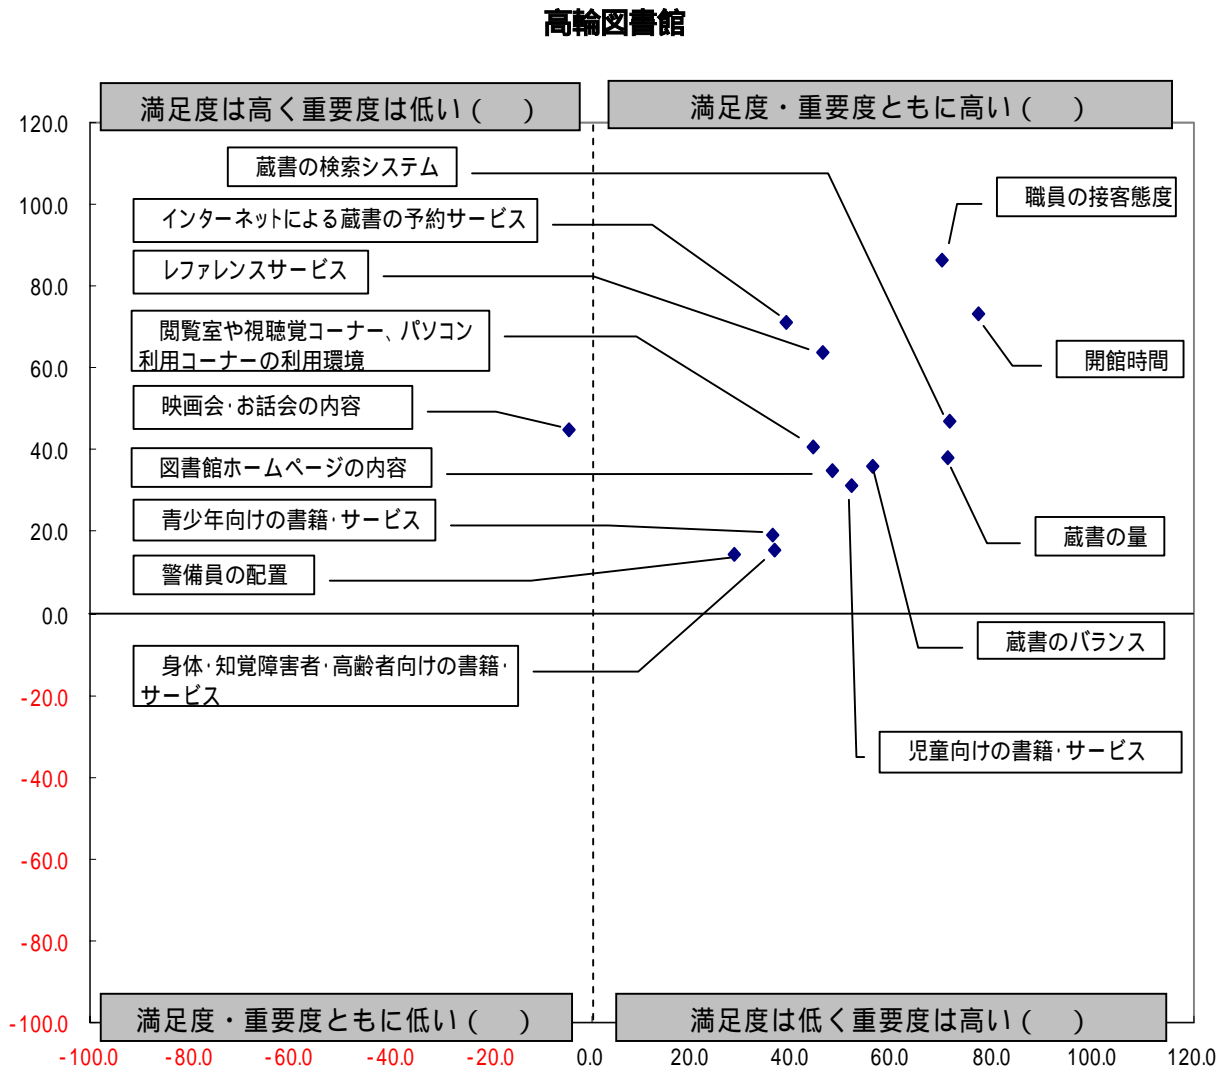 高輪図書館
満足度は高く重要度は低い（　）
満足度・重要度ともに高い（　）
120.0
100.0
80.0
60.0
40.0
20.0
0.0
-20.0
-40.0
-60.0
-80.0
-100.0
蔵書の検索システム
職員の接客態度
インターネットによる蔵書の予約サービス
レファレンスサービス
閲覧室や視聴覚コーナー、パソコン
利用コーナーの利用環境
開館時間
映画会･お話会の内容
図書館ホームページの内容
青少年向けの書籍･サービス
蔵書の量
警備員の配置
蔵書のバランス
身体･知覚障害者･高齢者向けの書籍･
サービス
児童向けの書籍･サービス
満足度・重要度ともに低い（　）
満足度は低く重要度は高い（　）
-100.0 -80.0 -60.0 -40.0 -20.0 0.0 20.0 40.0 60.0 80.0 100.0 120.0